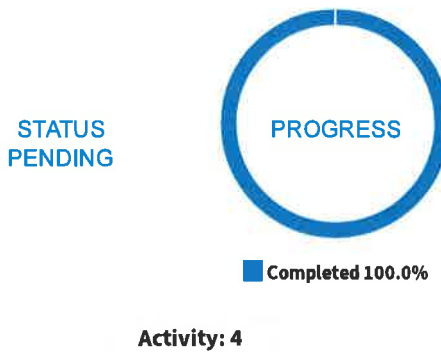 STATUS
PENDING
PROGRESS
Completed 100.0%
Activity: 4